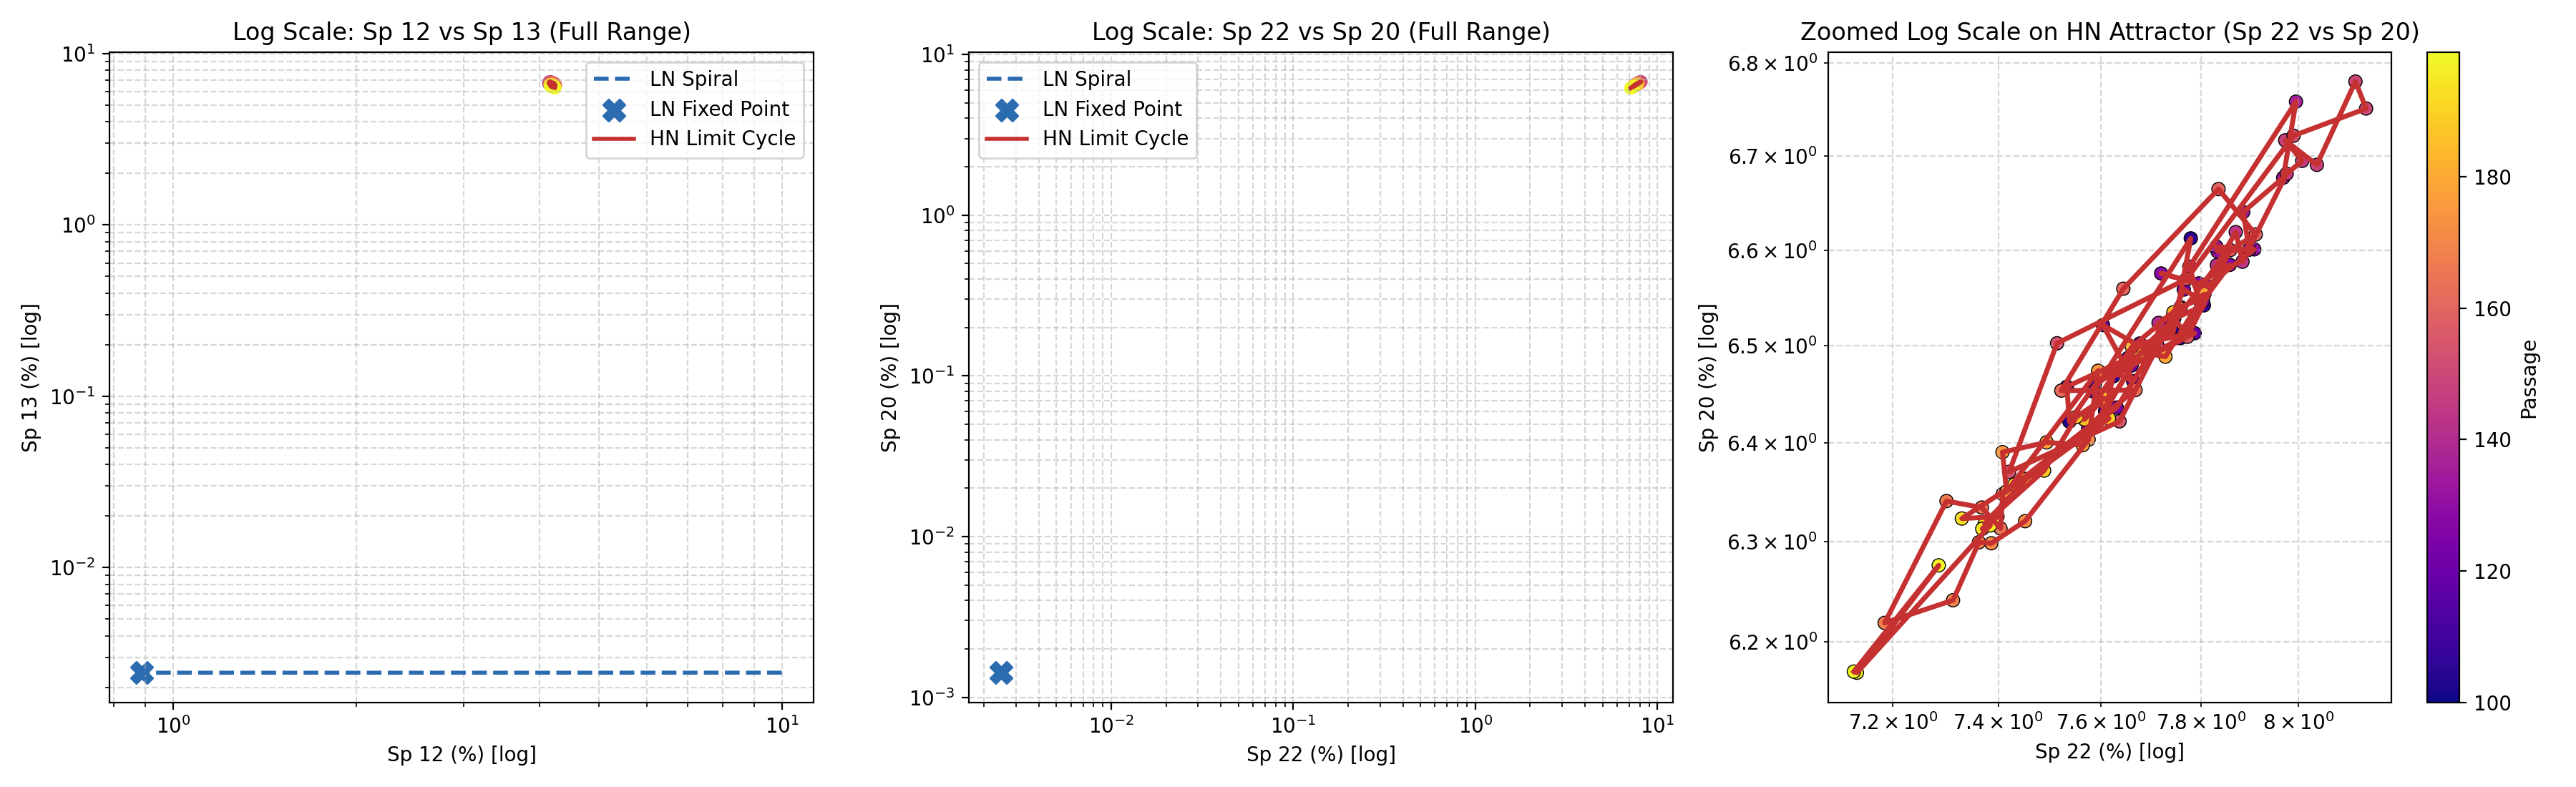 Log Scale: Sp 12 vs Sp 13 (Full Range)
10¹
10⁰
10⁻¹
10⁻²
Sp 13 (%) [log]
LN Spiral
LN Fixed Point
HN Limit Cycle
10⁰
10¹
Sp 12 (%) [log]
Log Scale: Sp 22 vs Sp 20 (Full Range)
10¹
10⁰
10⁻¹
10⁻²
10⁻³
Sp 20 (%) [log]
LN Spiral
LN Fixed Point
HN Limit Cycle
10⁻²
10⁻¹
10⁰
10¹
Sp 22 (%) [log]
Zoomed Log Scale on HN Attractor (Sp 22 vs Sp 20)
6.8 × 10⁰
6.7 × 10⁰
6.6 × 10⁰
6.5 × 10⁰
6.4 × 10⁰
6.3 × 10⁰
6.2 × 10⁰
Sp 20 (%) [log]
7.2 × 10⁰
7.4 × 10⁰
7.6 × 10⁰
7.8 × 10⁰
8 × 10⁰
Sp 22 (%) [log]
180
160
140
120
100
Passage